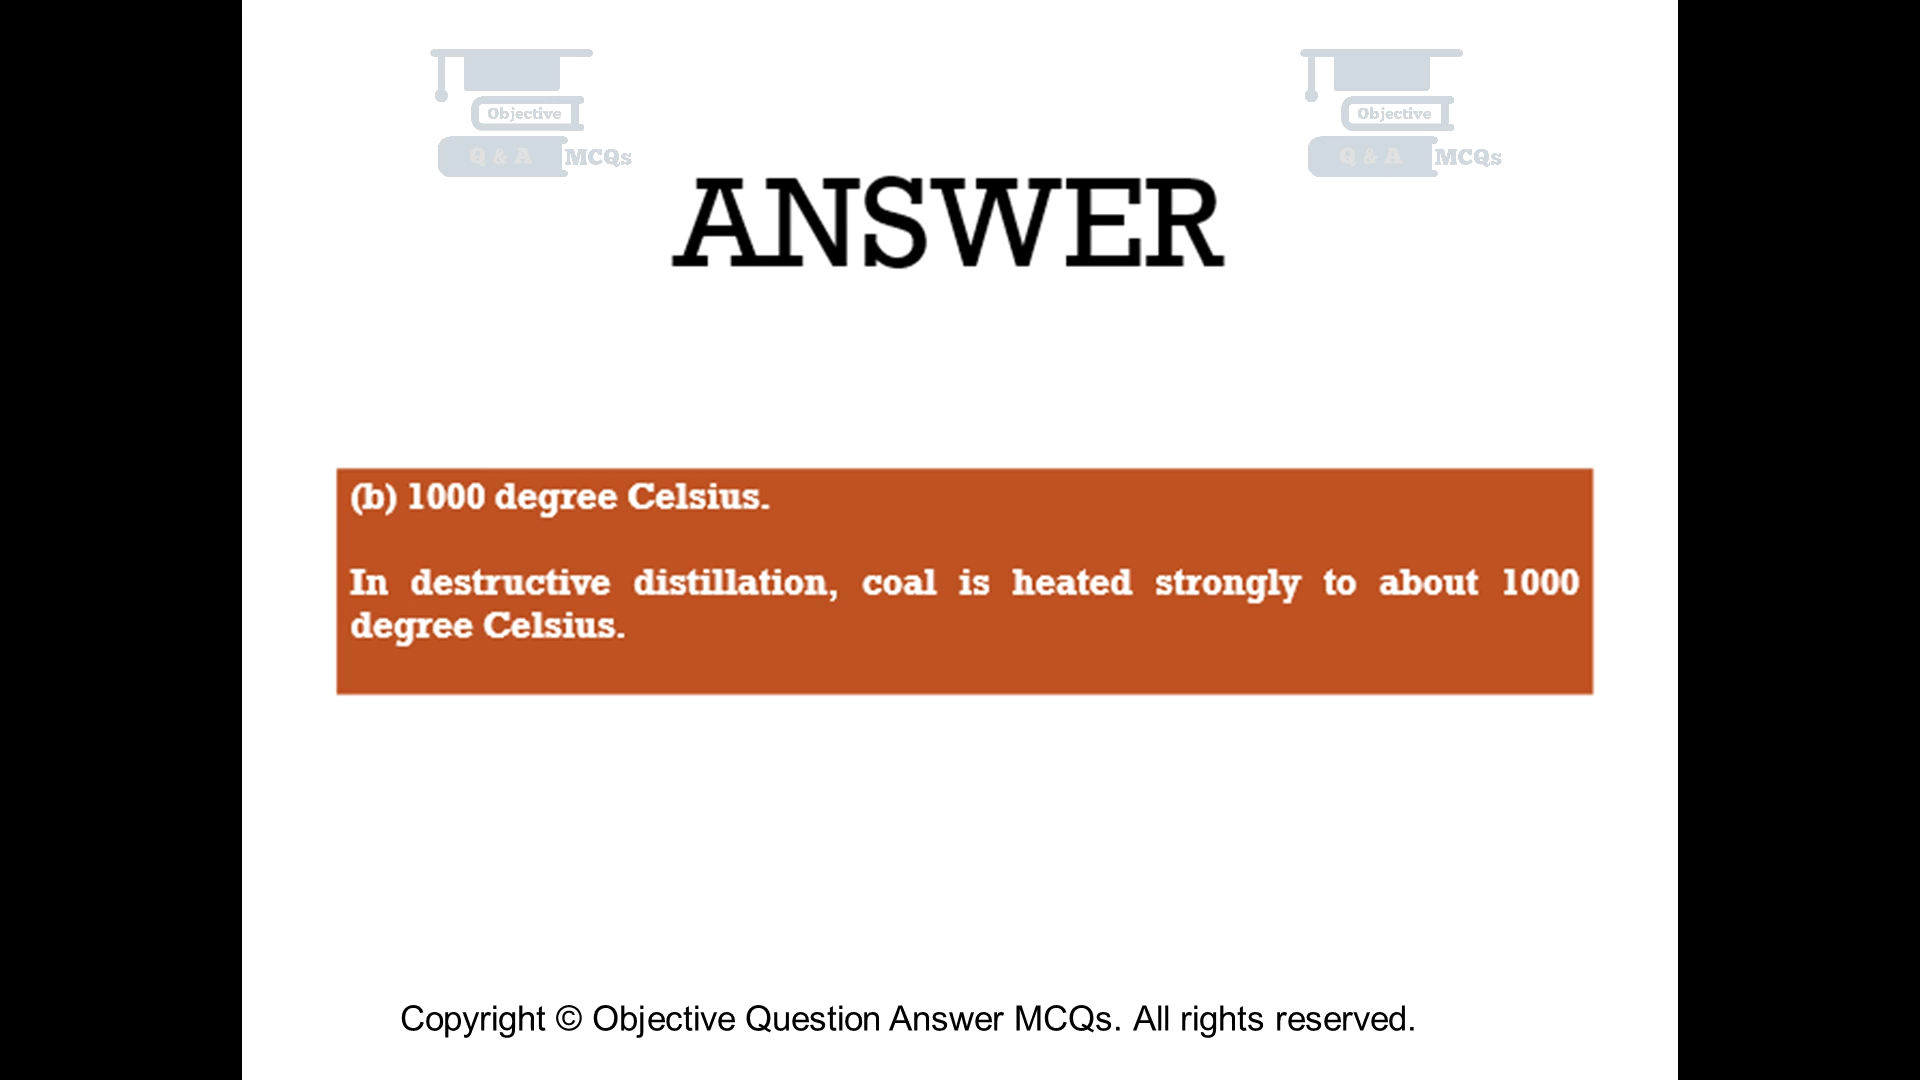 Objective
Q & A MCQs
Objective
Q & A MCQs
ANSWER
(b) 1000 degree Celsius.
In destructive distillation, coal is heated strongly to about 1000
degree Celsius.
Copyright © Objective Question Answer MCQs. All rights reserved.